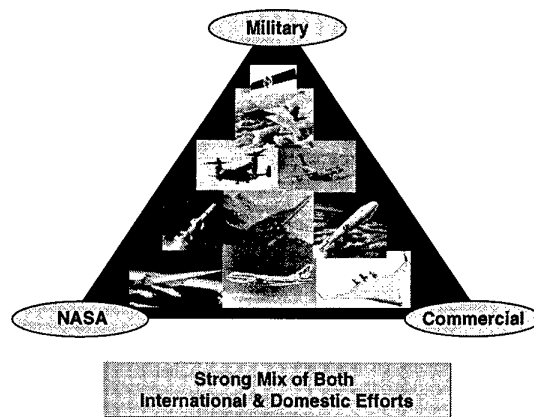 Military
NASA
Commercial
Strong Mix of Both
International & Domestic Efforts